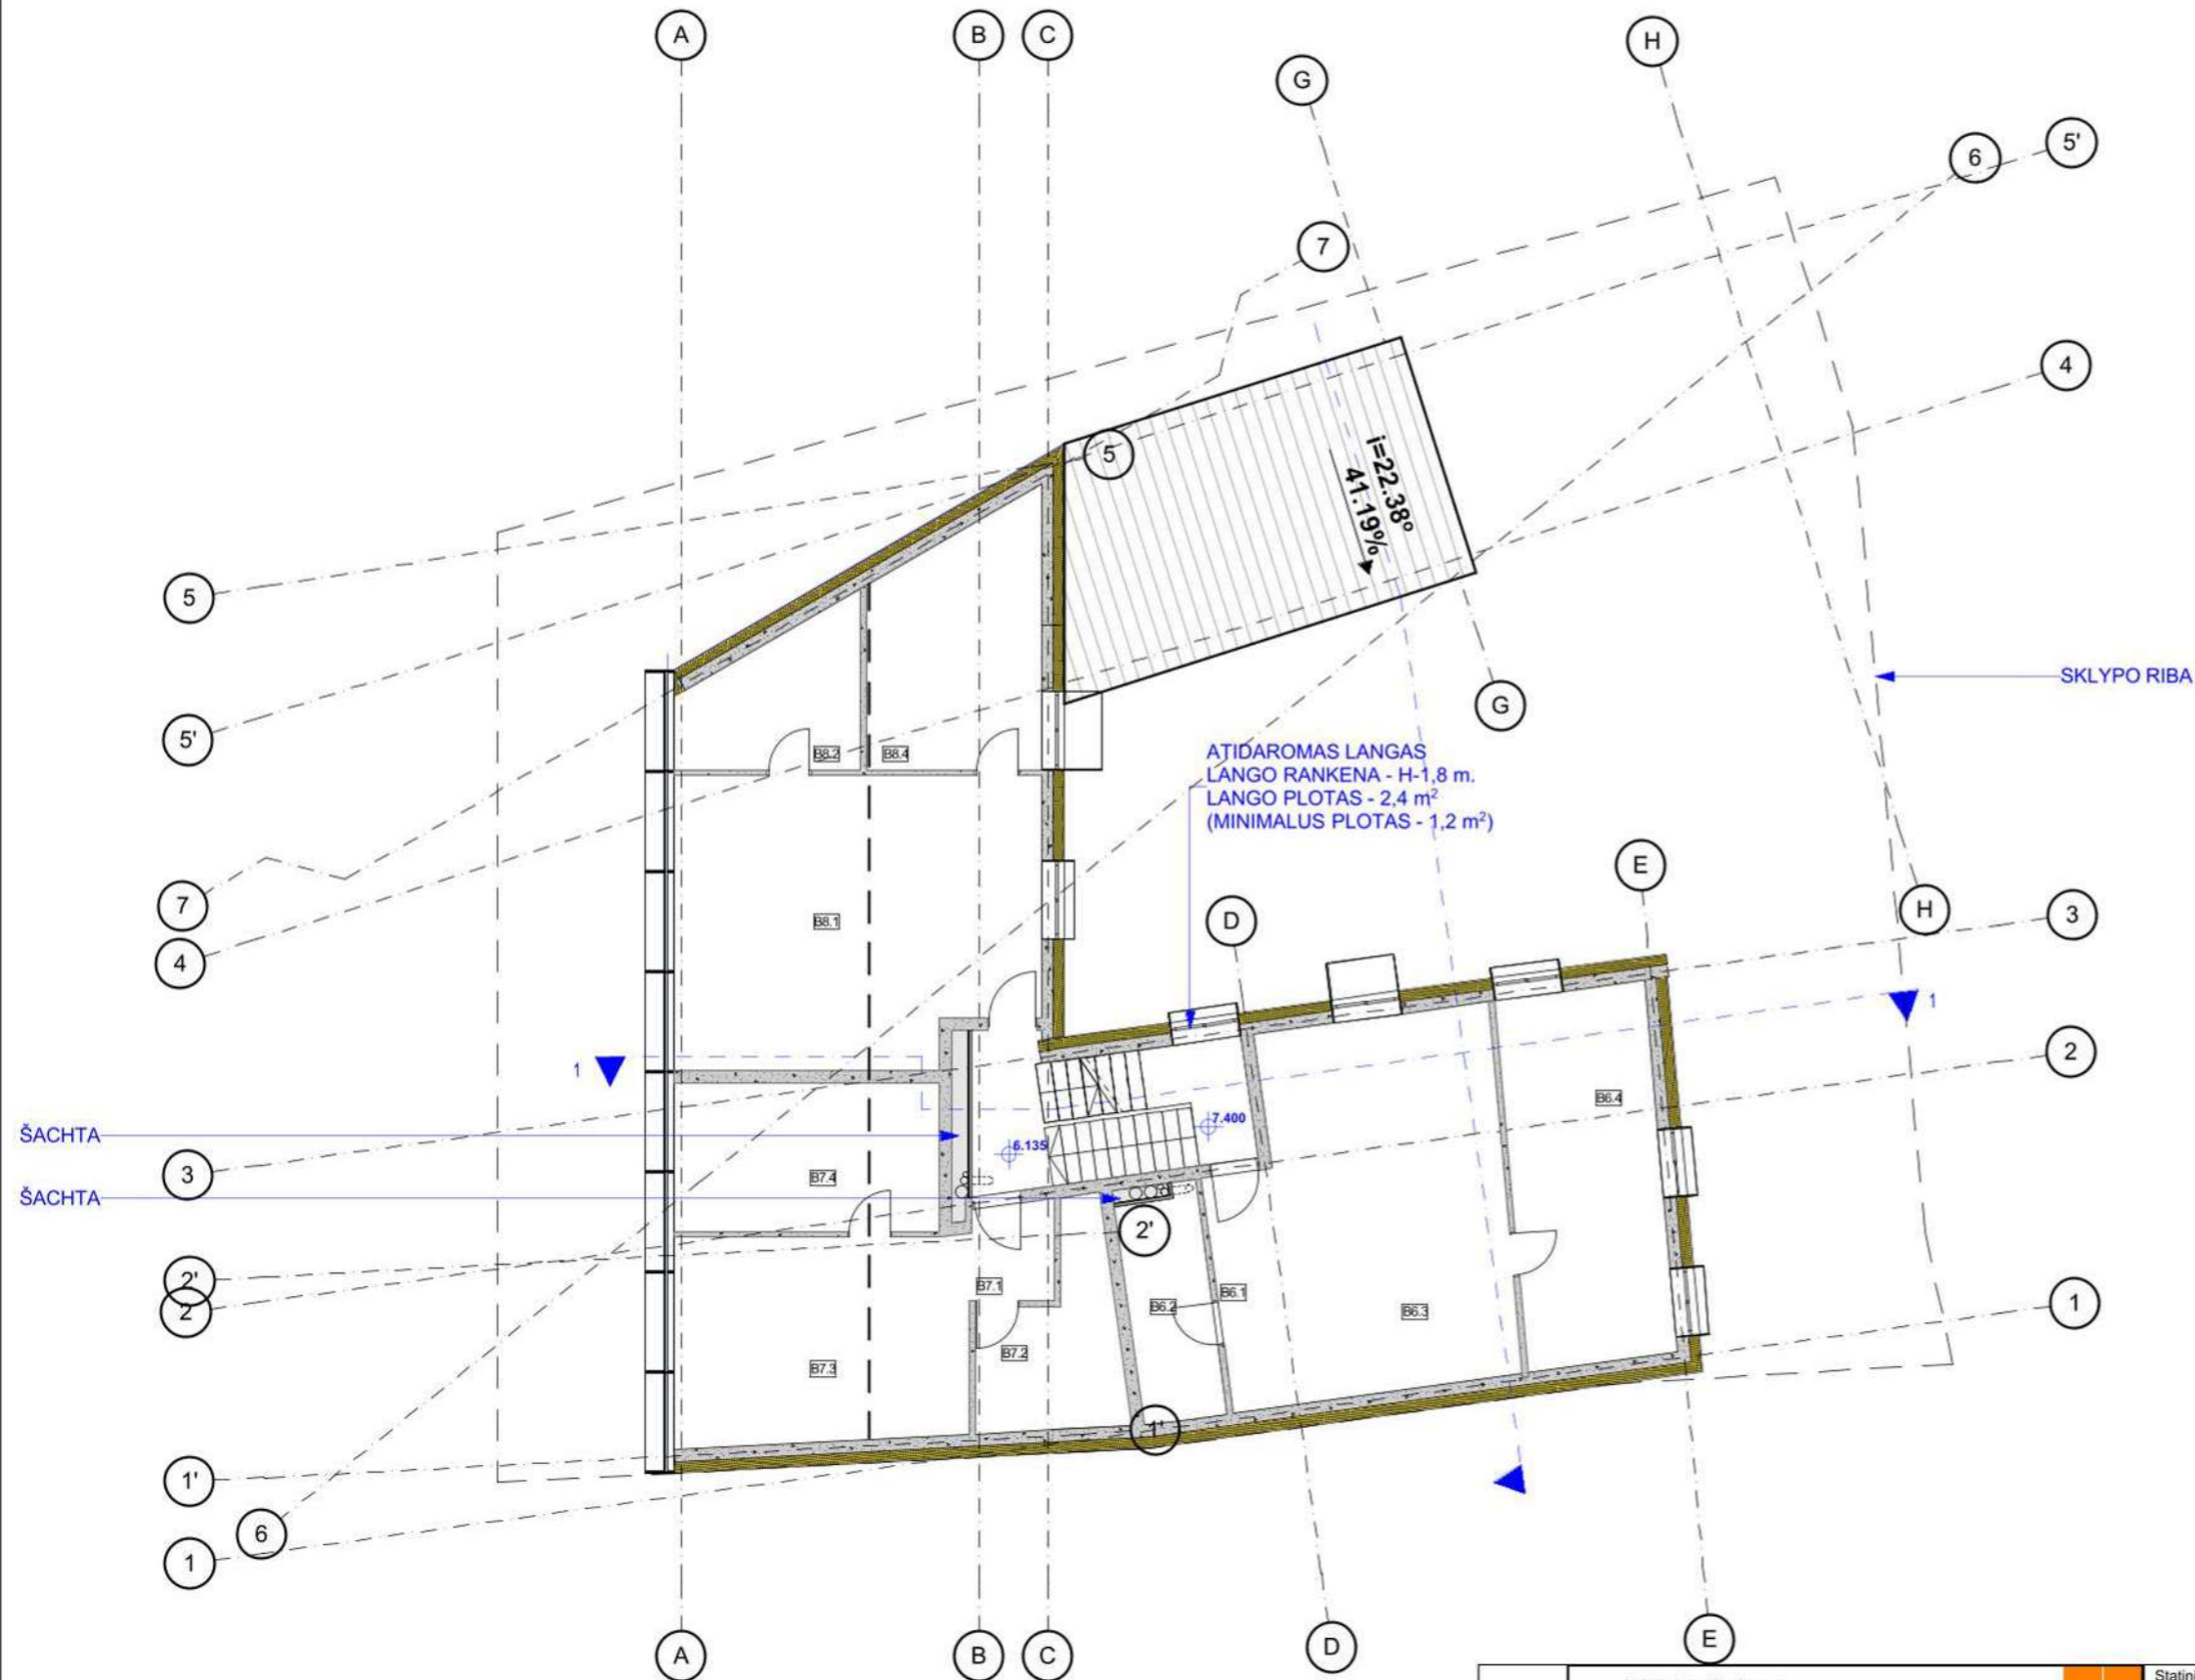 A
B
C
G
H
6
5'
7
4
5
i=22.38°
41.19%
5
SKLYPO RIBA
G
5'
B8.2
B8.4
ATIDAROMAS LANGAS
LANGO RANKENA - H-1,8 m.
LANGO PLOTAS - 2,4 m²
(MINIMALUS PLOTAS - 1,2 m²)
E
7
B8.1
D
H
3
4
1
2
1
B6.4
7.400
ŠACHTA
6.135
3
B7.4
ŠACHTA
2'
2'
2
B7.1
B6.1
B6.2
B6.3
1
B7.2
B7.3
1'
1'
6
1
A
B
C
D
E